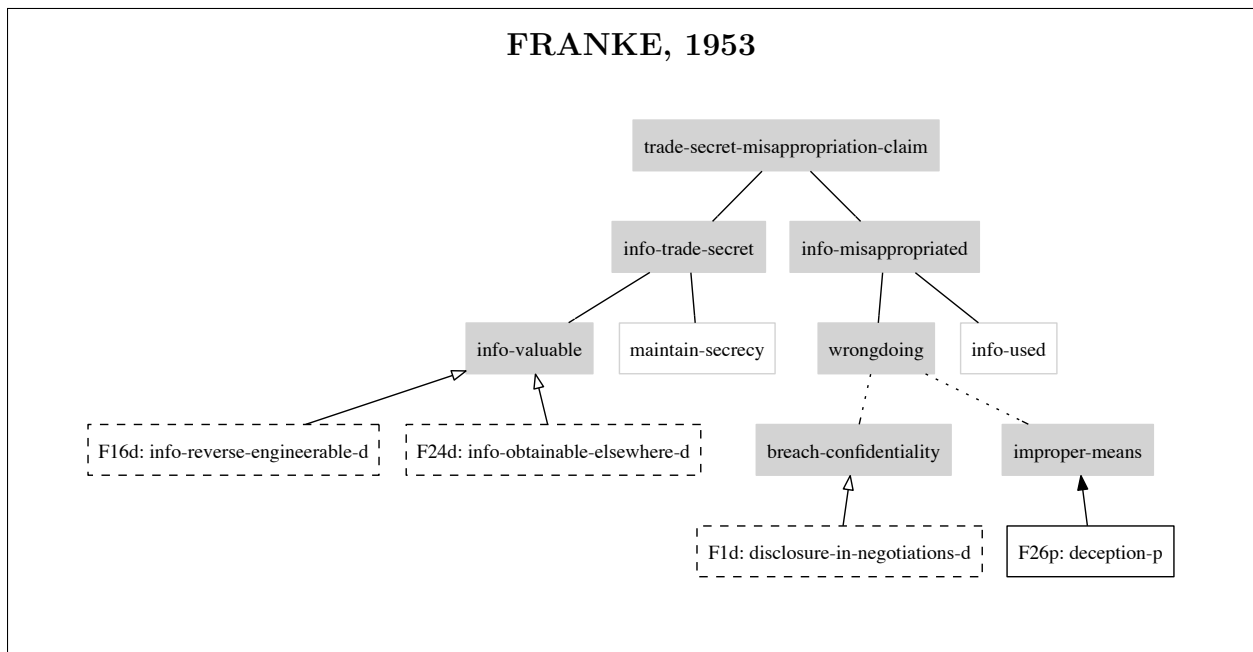 FRANKE, 1953
trade-secret-misappropriation-claim
info-trade-secret
info-misappropriated
info-valuable
maintain-secrecy
wrongdoing
info-used
F16d: info-reverse-engineerable-d
F24d: info-obtainable-elsewhere-d
breach-confidentiality
improper-means
F1d: disclosure-in-negotiations-d
F26p: deception-p